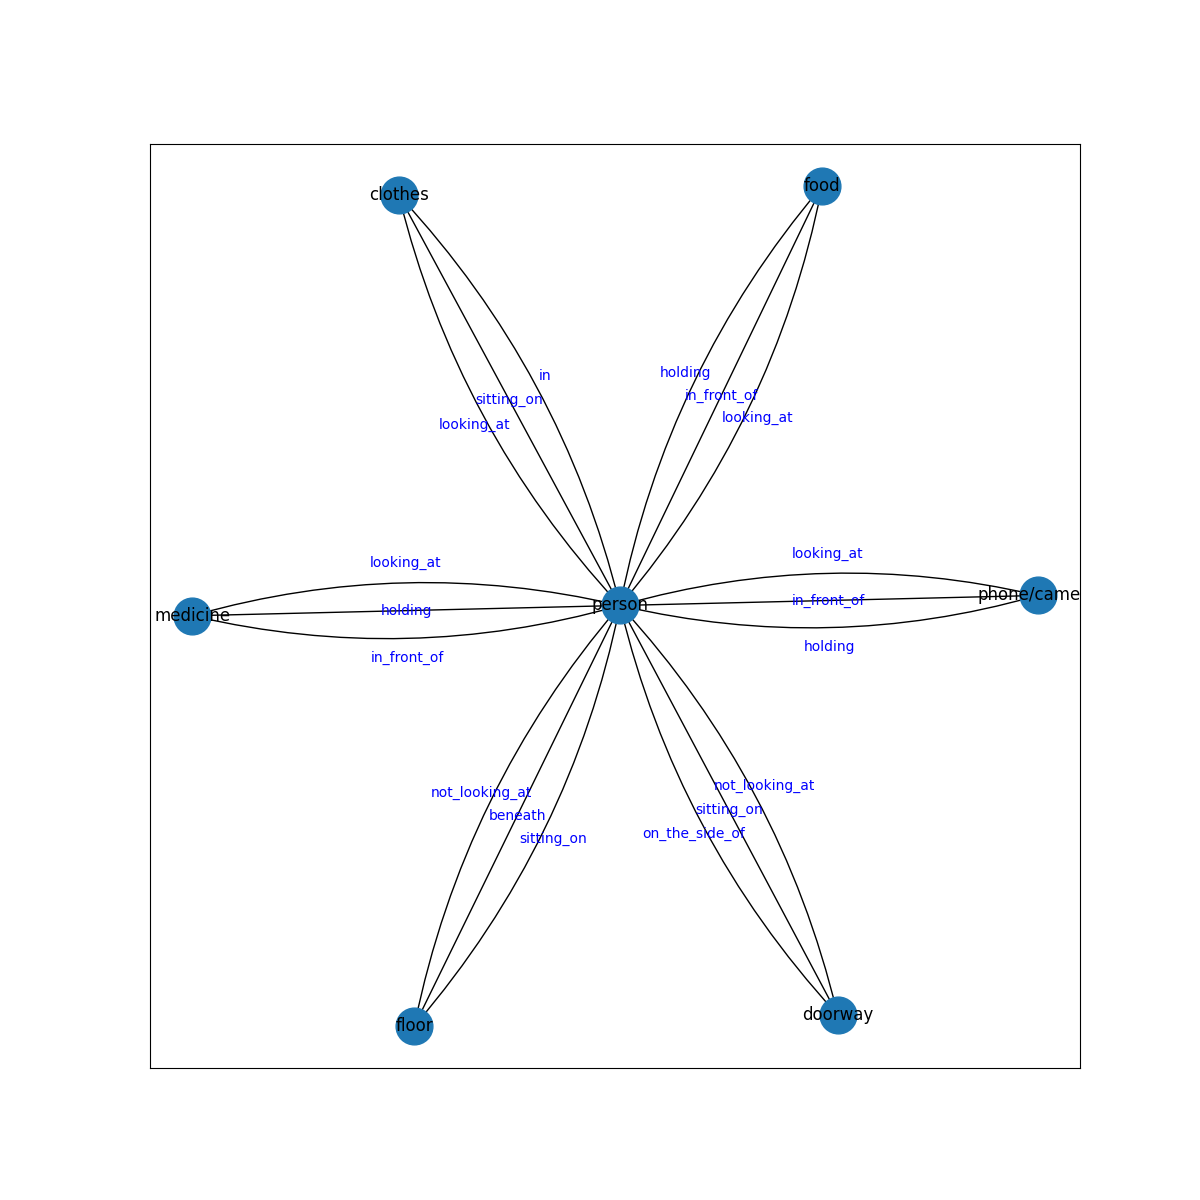 clothes
food
in
holding
sitting_on
in_front_of
looking_at
looking_at
looking_at
looking_at
medicine
holding
person
in_front_of
phone/came
in_front_of
holding
not_looking_at
not_looking_at
beneath
sitting_on
sitting_on
on_the_side_of
floor
doorway